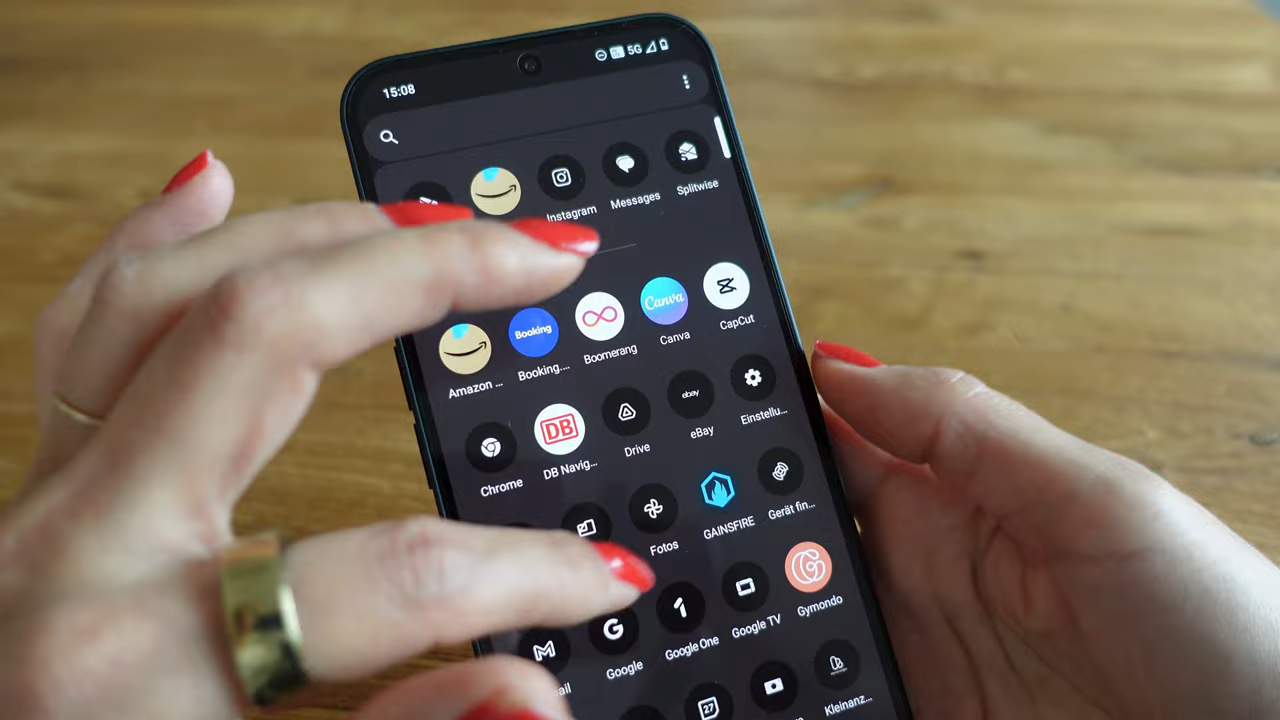 15:08
5G
Instagram
Messages
Splitwise
Booking
Canva
Amazon ...
Booking....
Boomerang
Canva
CapCut
DB
ebay
Chrome
DB Navig...
Drive
eBay
Einstellu...
Fotos
GAINSFIRE
Gerät fin...
G
Google
Google One
Google TV
Gymondo
ail
27
Kleinanz...